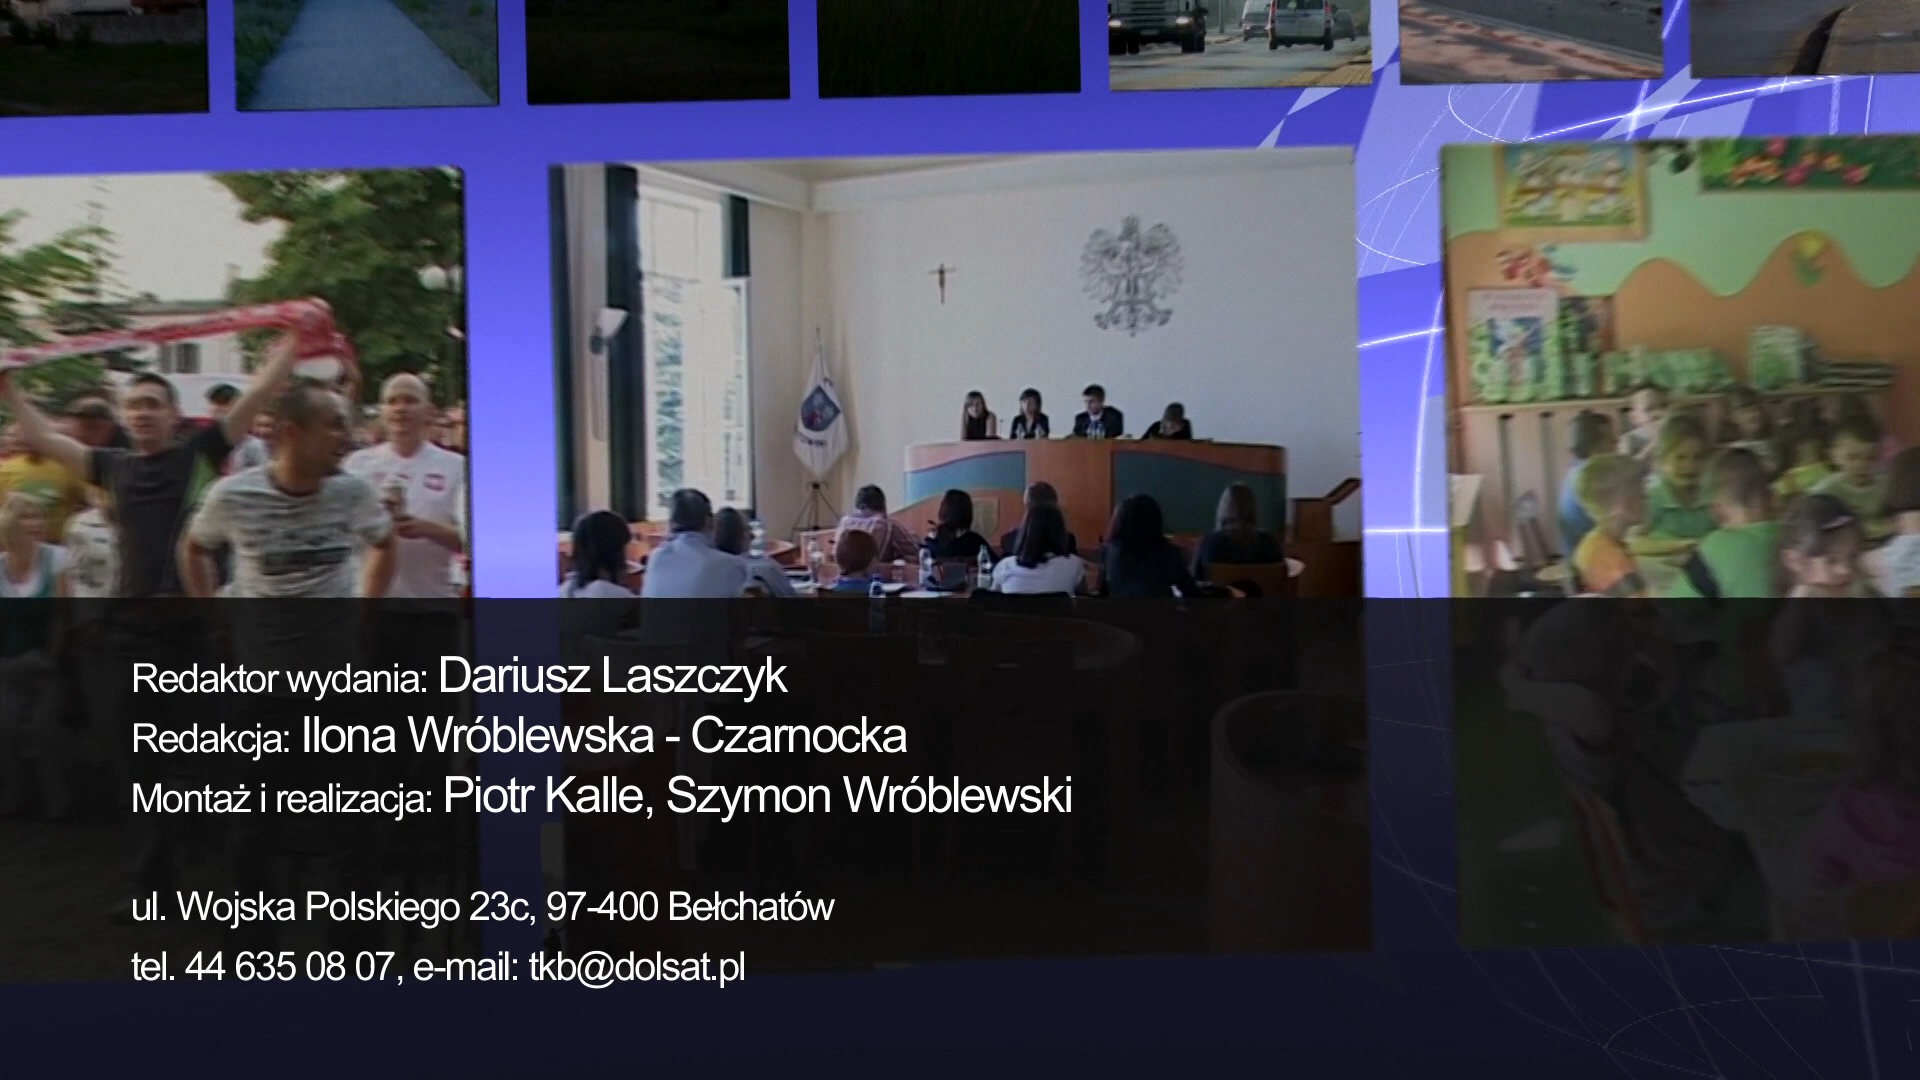 Redaktor wydania: Dariusz Laszczyk
Redakcja: Ilona Wróblewska - Czarnocka
Montaż i realizacja: Piotr Kalle, Szymon Wróblewski
ul. Wojska Polskiego 23c, 97-400 Bełchatów
tel. 44 635 08 07, e-mail: tkb@dolsat.pl